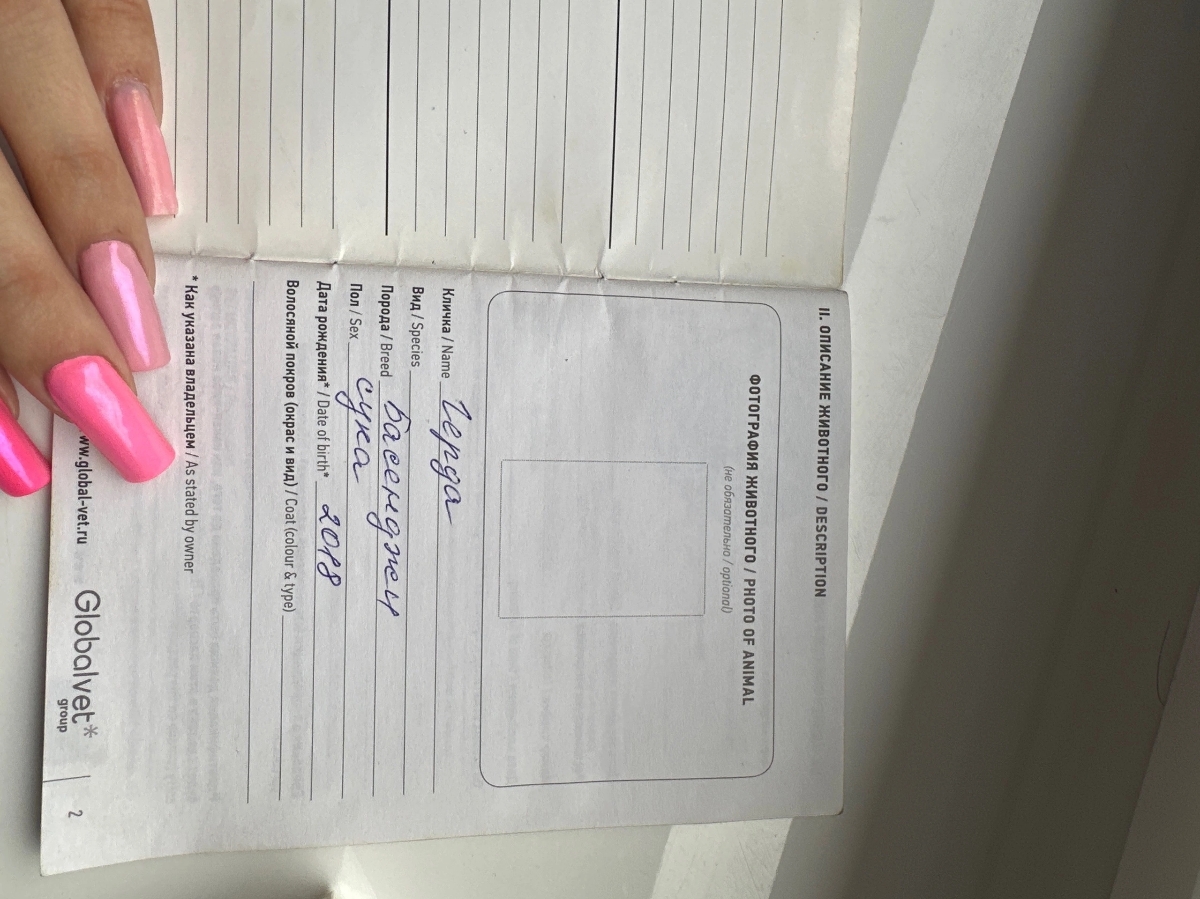 II. ОПИСАНИЕ ЖИВОТНОГО / DESCRIPTION
ФОТОГРАФИЯ ЖИВОТНОГО / PHOTO OF ANIMAL
(не обязательно / optional)
Кличка / Name Герда
Вид / Species
Порода / Breed басенджи
Пол / Sex сука
Дата рождения* / Date of birth* 2018
Волосяной покров (окрас и вид) / Coat (colour & type)
* Как указана владельцем / As stated by owner
www.global-vet.ru Globalvet* group 2